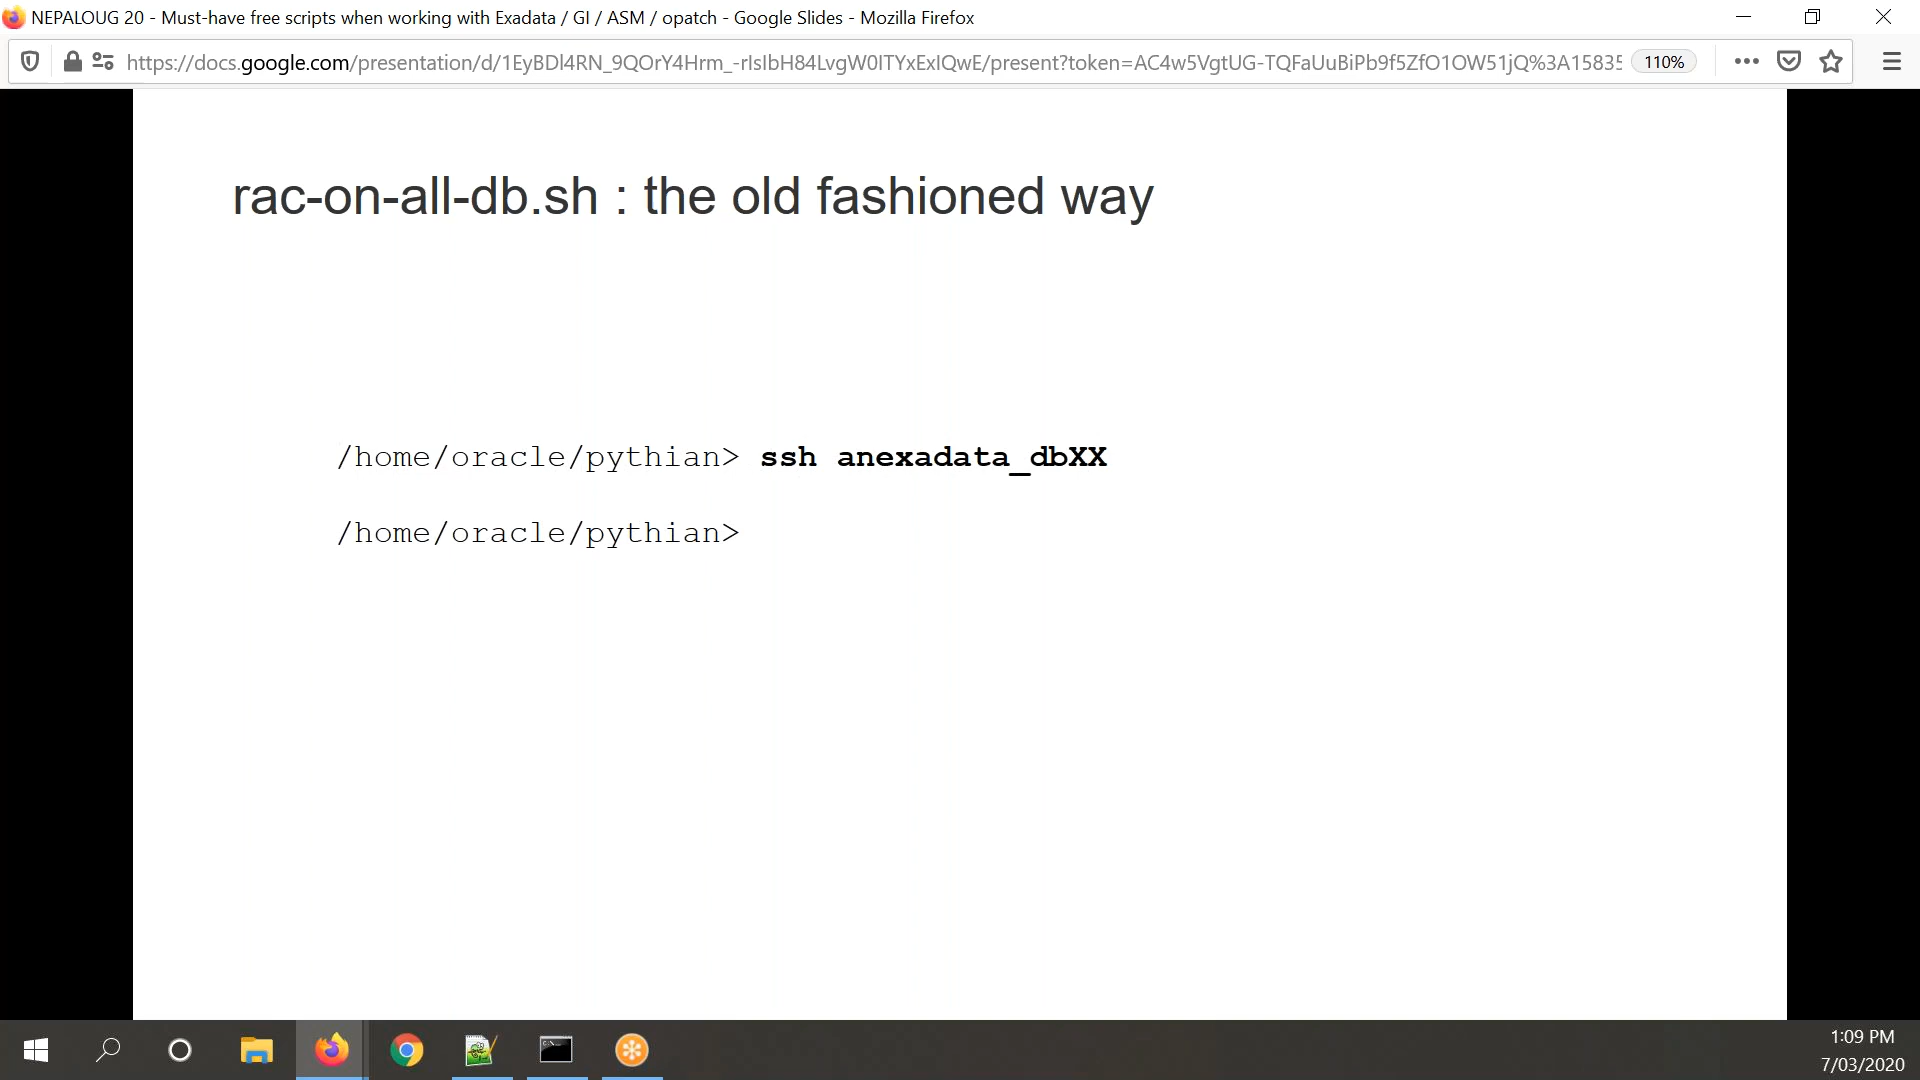 NEPALOUG 20 - Must-have free scripts when working with Exadata / GI / ASM / opatch - Google Slides - Mozilla Firefox
https://docs.google.com/presentation/d/1EyBDl4RN_9QOrY4Hrm_-rIsIbH84LvgW0ITYxExIQwE/present?token=AC4w5VgtUG-TQFaUuBiPb9f5ZfO1OW51jQ%3A15835
110%
rac-on-all-db.sh : the old fashioned way
/home/oracle/pythian> ssh anexadata_dbXX
/home/oracle/pythian>
1:09 PM
7/03/2020